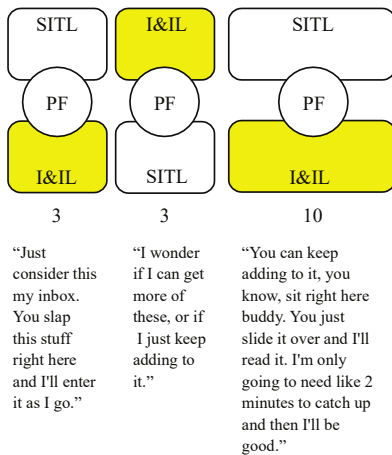 SITL
I&IL
SITL
PF
PF
PF
I&IL
SITL
I&IL
3
3
10
“Just
consider this
my inbox.
You slap
this stuff
right here
and I'll enter
it as I go.”
“I wonder
if I can get
more of
these, or if
I just keep
adding to
it.”
“You can keep
adding to it, you
know, sit right here
buddy. You just
slide it over and I'll
read it. I'm only
going to need like 2
minutes to catch up
and then I'll be
good.”